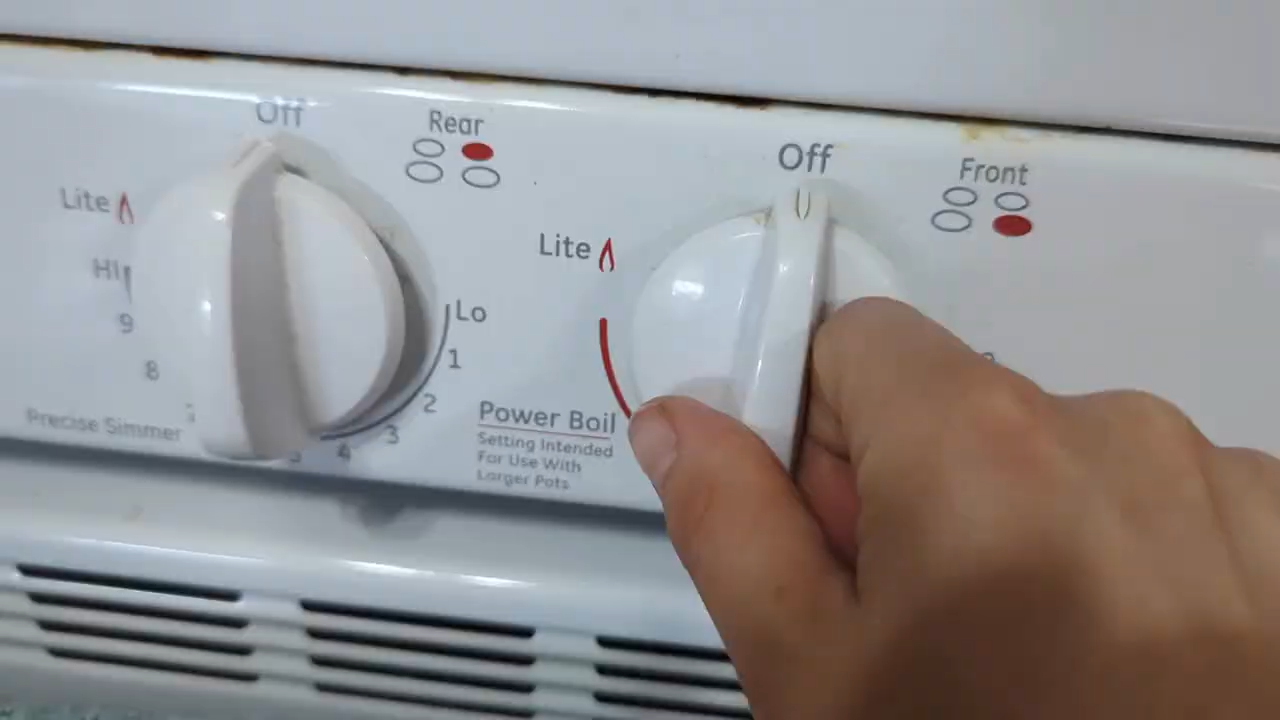 Off
Rear
Lite
HI
9
8
Precise Simmer
Lo
1
2
3
4
Off
Front
Lite
Power Boil
Setting Intended
For Use With
Larger Pots